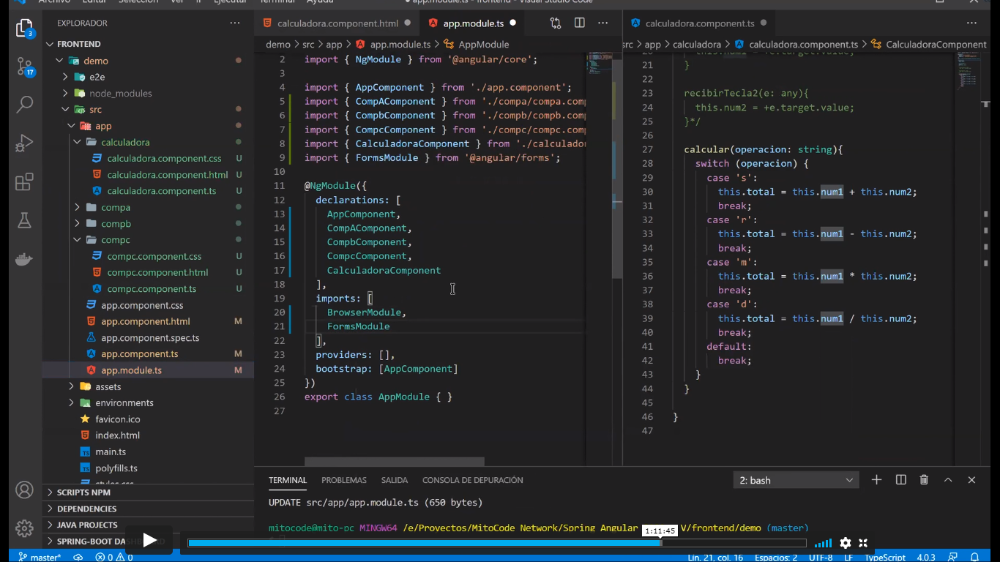 Archivo Editar Ver Ir Ejecutar Terminal Ayuda
app.module.ts - frontend - Visual Studio Code
EXPLORADOR
FRONTEND
demo
e2e
node_modules
src
app
calculadora
calculadora.component.css U
calculadora.component.html U
calculadora.component.ts U
compa
compb
compc
compc.component.css U
compc.component.html U
compc.component.ts U
app.component.css
app.component.html M
app.component.spec.ts
app.component.ts M
app.module.ts M
assets
environments
favicon.ico
index.html
main.ts
polyfills.ts
styles.css
SCRIPTS NPM
DEPENDENCIES
JAVA PROJECTS
SPRING-BOOT DASHBOARD
3
17
calculadora.component.html
app.module.ts
demo > src > app > app.module.ts > AppModule
2 import { NgModule } from '@angular/core';
3
4 import { AppComponent } from './app.component';
5 import { CompAComponent } from './compa/compa.comp
6 import { CompbComponent } from './compb/compb.comp
7 import { CompcComponent } from './compc/compc.comp
8 import { CalculadoraComponent } from './calculador
9 import { FormsModule } from '@angular/forms';
10
11 @NgModule({
12 declarations: [
13 AppComponent,
14 CompAComponent,
15 CompbComponent,
16 CompcComponent,
17 CalculadoraComponent
18 ],
19 imports: [
20 BrowserModule,
21 FormsModule
22 ],
23 providers: [],
24 bootstrap: [AppComponent]
25 })
26 export class AppModule { }
27
calculadora.component.ts
src > app > calculadora > calculadora.component.ts > CalculadoraComponent
20 this.num1 = +e.target.value;
21 }
22
23 recibirTecla2(e: any){
24 this.num2 = +e.target.value;
25 }*/
26
27 calcular(operacion: string){
28 switch (operacion) {
29 case 's':
30 this.total = this.num1 + this.num2;
31 break;
32 case 'r':
33 this.total = this.num1 - this.num2;
34 break;
35 case 'm':
36 this.total = this.num1 * this.num2;
37 break;
38 case 'd':
39 this.total = this.num1 / this.num2;
40 break;
41 default:
42 break;
43 }
44 }
45
46 }
47
TERMINAL PROBLEMAS SALIDA CONSOLA DE DEPURACIÓN
2: bash
UPDATE src/app/app.module.ts (650 bytes)
mitocode@mito-pc MINGW64 /e/Proyectos/MitoCode Network/Spring Angular V/frontend/demo (master)
1:11:45
master* 0 0
Lín. 21, col. 16 Espacios: 2 UTF-8 LF TypeScript 4.0.3